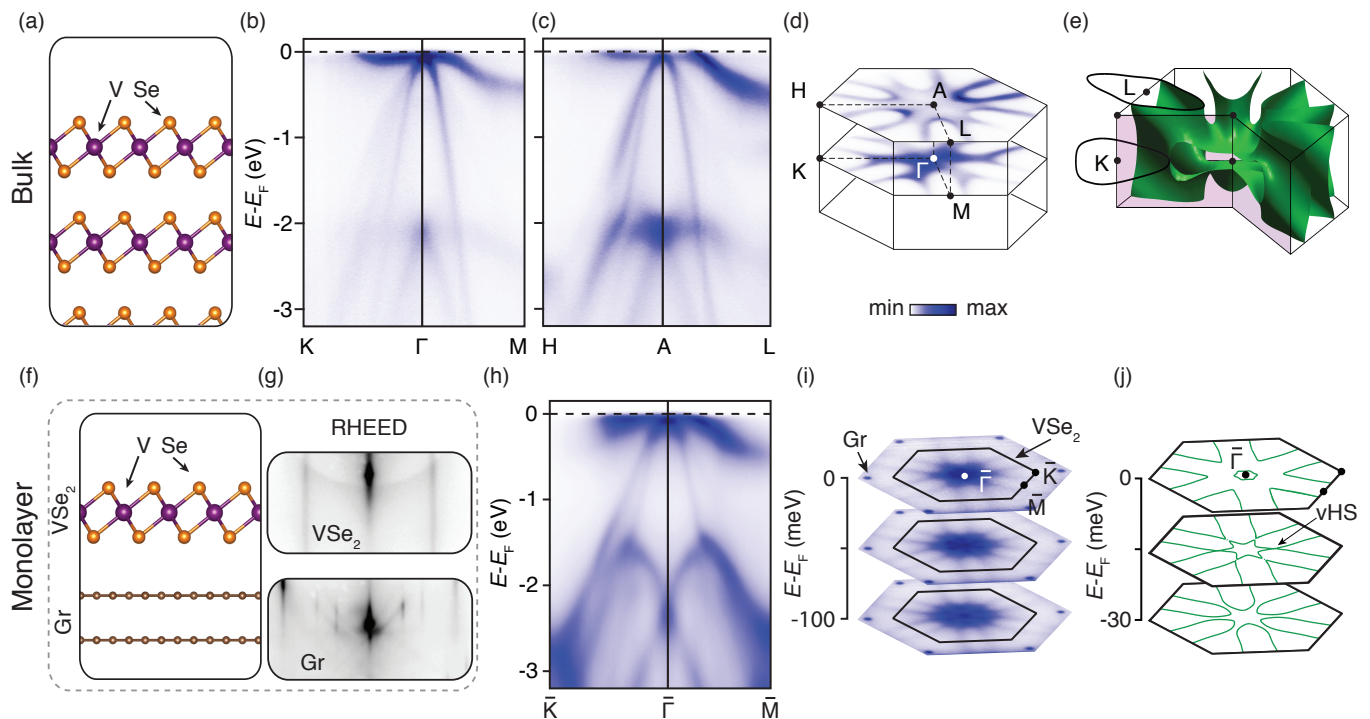 (a)
(b)
(c)
(d)
(e)
Bulk
V Se
E-E_F (eV)
0
-1
-2
-3
K Γ M
H A L
H
A
L
K
Γ
M
min max
L
K
(f)
(g)
(h)
(i)
(j)
Monolayer
VSe₂
Gr
V Se
RHEED
VSe₂
Gr
E-E_F (eV)
0
-1
-2
-3
K̄ Γ̄ M̄
Gr
VSe₂
Γ̄
K̄
M̄
E-E_F (meV)
0
-100
Γ̄
vHS
E-E_F (meV)
0
-30